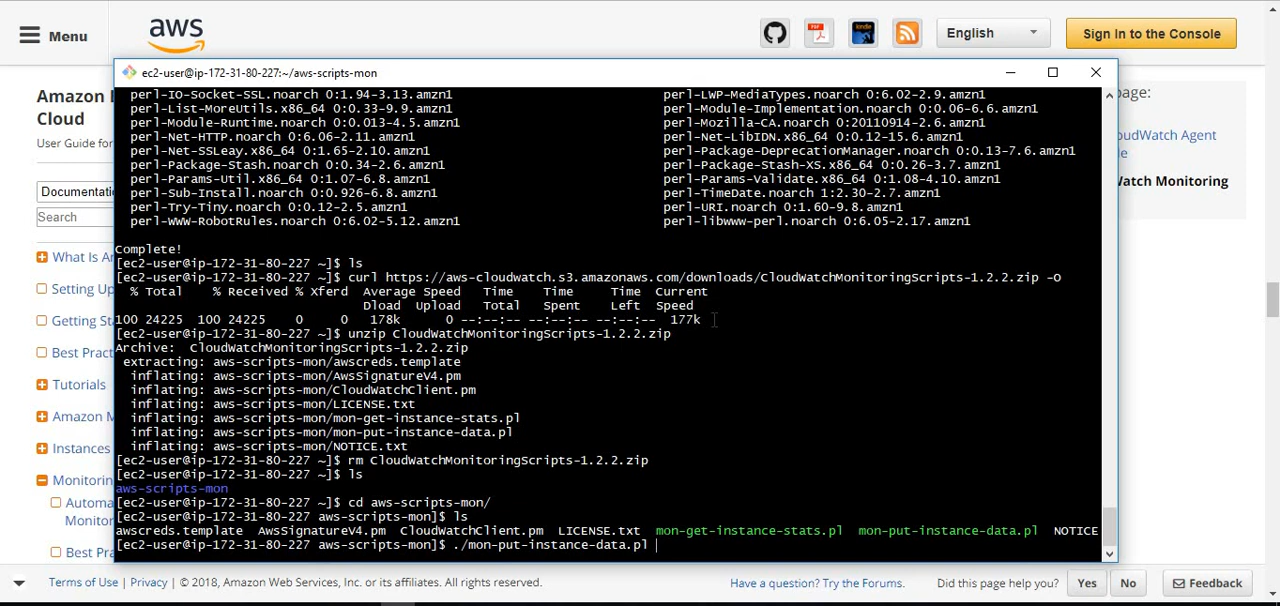 Menu
aws
PDF
kindle
English
Sign In to the Console
Amazon
Cloud
User Guide for
Documentati
Search
What Is A
Setting Up
Getting St
Best Pract
Tutorials
Amazon M
Instances
Monitoring
Automa
Monitor
Best Pr
page:
oudWatch Agent
Watch Monitoring
ec2-user@ip-172-31-80-227:~/aws-scripts-mon
perl-IO-Socket-SSL.noarch 0:1.94-3.13.amzn1 perl-LWP-MediaTypes.noarch 0:6.02-2.9.amzn1
perl-List-MoreUtils.x86_64 0:0.33-9.9.amzn1 perl-Module-Implementation.noarch 0:0.06-6.6.amzn1
perl-Module-Runtime.noarch 0:0.013-4.5.amzn1 perl-Mozilla-CA.noarch 0:20110914-2.6.amzn1
perl-Net-HTTP.noarch 0:6.06-2.11.amzn1 perl-Net-LibIDN.x86_64 0:0.12-15.6.amzn1
perl-Net-SSLeay.x86_64 0:1.65-2.10.amzn1 perl-Package-DeprecationManager.noarch 0:0.13-7.6.amzn1
perl-Package-Stash.noarch 0:0.34-2.6.amzn1 perl-Package-Stash-XS.x86_64 0:0.26-3.7.amzn1
perl-Params-Util.x86_64 0:1.07-6.8.amzn1 perl-Params-Validate.x86_64 0:1.08-4.10.amzn1
perl-Sub-Install.noarch 0:0.926-6.8.amzn1 perl-TimeDate.noarch 1:2.30-2.7.amzn1
perl-Try-Tiny.noarch 0:0.12-2.5.amzn1 perl-URI.noarch 0:1.60-9.8.amzn1
perl-WWW-RobotRules.noarch 0:6.02-5.12.amzn1 perl-libwww-perl.noarch 0:6.05-2.17.amzn1
Complete!
[ec2-user@ip-172-31-80-227 ~]$ ls
[ec2-user@ip-172-31-80-227 ~]$ curl https://aws-cloudwatch.s3.amazonaws.com/downloads/CloudWatchMonitoringScripts-1.2.2.zip -O
% Total % Received % Xferd Average Speed Time Time Time Current
Dload Upload Total Spent Left Speed
100 24225 100 24225 0 0 178k 0 --:--:-- --:--:-- --:--:-- 177k
[ec2-user@ip-172-31-80-227 ~]$ unzip CloudWatchMonitoringScripts-1.2.2.zip
Archive: CloudWatchMonitoringScripts-1.2.2.zip
extracting: aws-scripts-mon/awscreds.template
inflating: aws-scripts-mon/AwsSignatureV4.pm
inflating: aws-scripts-mon/CloudWatchClient.pm
inflating: aws-scripts-mon/LICENSE.txt
inflating: aws-scripts-mon/mon-get-instance-stats.pl
inflating: aws-scripts-mon/mon-put-instance-data.pl
inflating: aws-scripts-mon/NOTICE.txt
[ec2-user@ip-172-31-80-227 ~]$ rm CloudWatchMonitoringScripts-1.2.2.zip
[ec2-user@ip-172-31-80-227 ~]$ ls
aws-scripts-mon
[ec2-user@ip-172-31-80-227 ~]$ cd aws-scripts-mon/
[ec2-user@ip-172-31-80-227 aws-scripts-mon]$ ls
awscreds.template AwsSignatureV4.pm CloudWatchClient.pm LICENSE.txt mon-get-instance-stats.pl mon-put-instance-data.pl NOTICE
[ec2-user@ip-172-31-80-227 aws-scripts-mon]$ ./mon-put-instance-data.pl
Terms of Use | Privacy | © 2018, Amazon Web Services, Inc. or its affiliates. All rights reserved.
Have a question? Try the Forums.
Did this page help you?
Yes
No
Feedback